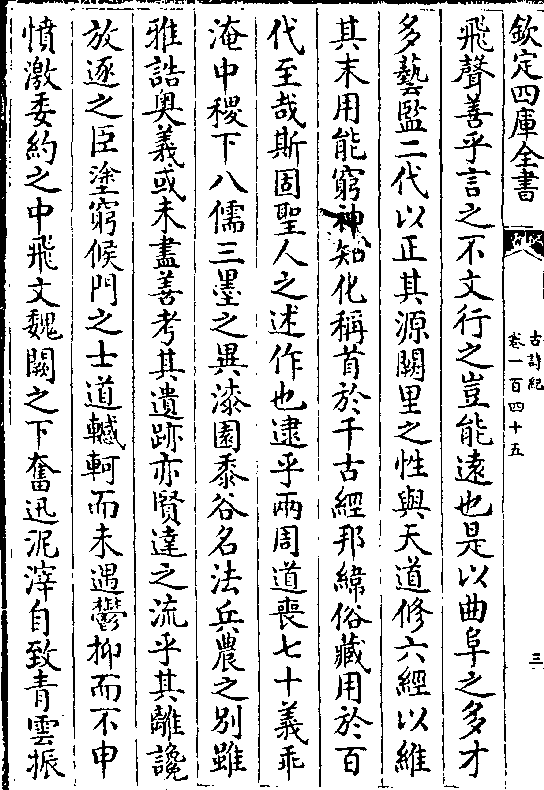 欽定四庫全書
古詩紀
卷一百四十五
三
飛聲善乎言之不文行之豈能遠也是以曲阜之多才
多藝監二代以正其源闕里之性與天道修六經以維
其末用能窮神知化稱首於千古經邦緯俗藏用於百
代至哉斯固聖人之述作也逮乎兩周道喪七十義乖
淹中稷下八儒三墨之異漆園黍谷名法兵農之別雖
雅誥奥義或未盡善考其遺跡亦賢達之流乎其離讒
放逐之臣塗窮候門之士道轗軻而未遇鬱抑而不申
憤激委約之中飛文魏闕之下奮迅泥滓自致青雲振